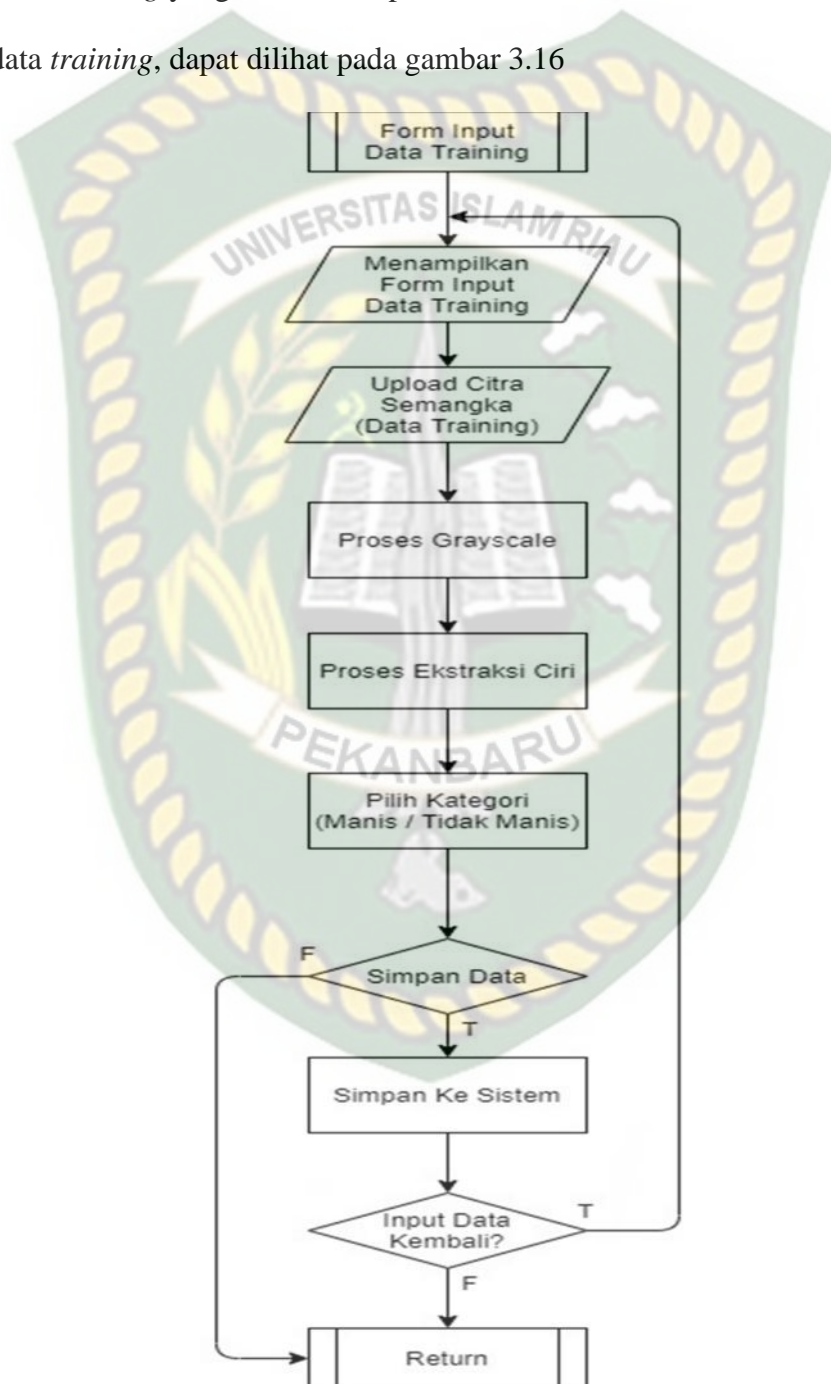 data training, dapat dilihat pada gambar 3.16
Form Input
Data Training
UNIVERSITAS ISLAM RIAU
Menampilkan
Form Input
Data Training
Upload Citra
Semangka
(Data Training)
Proses Grayscale
Proses Ekstraksi Ciri
PEKANBARU
Pilih Kategori
(Manis / Tidak Manis)
F
Simpan Data
T
Simpan Ke Sistem
Input Data
Kembali?
T
F
Return